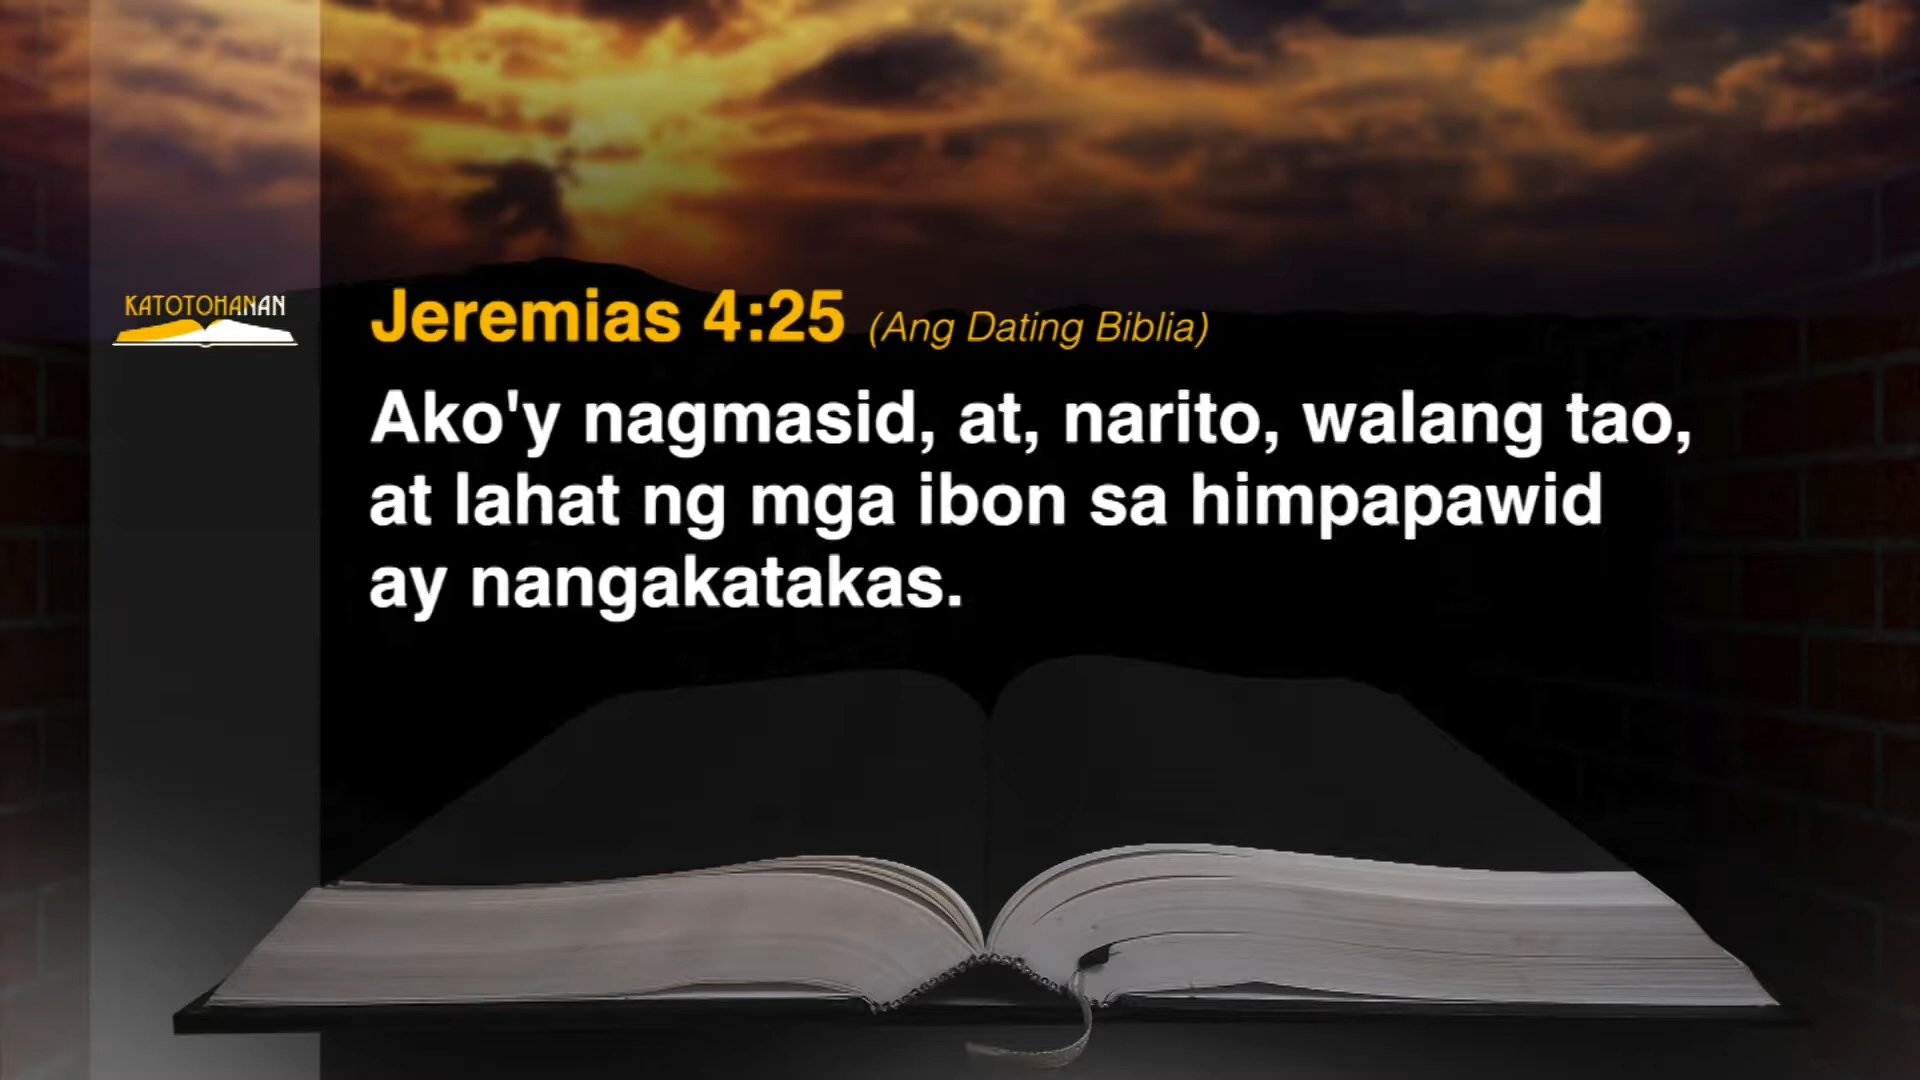 KATOTOHANAN
Jeremias 4:25 (Ang Dating Biblia)
Ako'y nagmasid, at, narito, walang tao,
at lahat ng mga ibon sa himpapawid
ay nangakatakas.